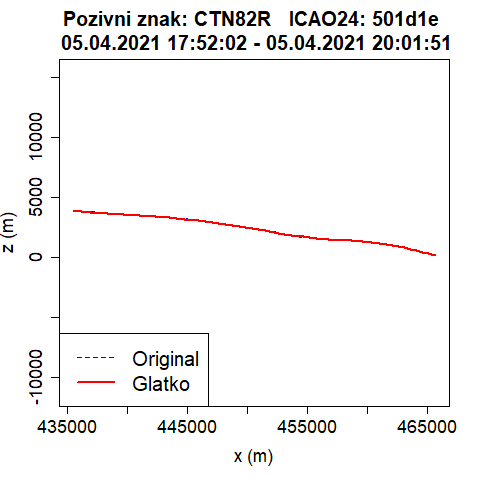 Pozivni znak: CTN82R   ICAO24: 501d1e
05.04.2021 17:52:02 - 05.04.2021 20:01:51
z (m)
10000
5000
0
-10000
Original
Glatko
435000
445000
455000
465000
x (m)